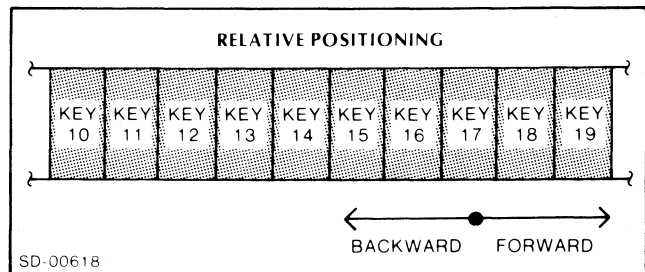 RELATIVE POSITIONING
KEY KEY KEY KEY KEY KEY KEY KEY KEY KEY
10 11 12 13 14 15 16 17 18 19
BACKWARD FORWARD
SD-00618